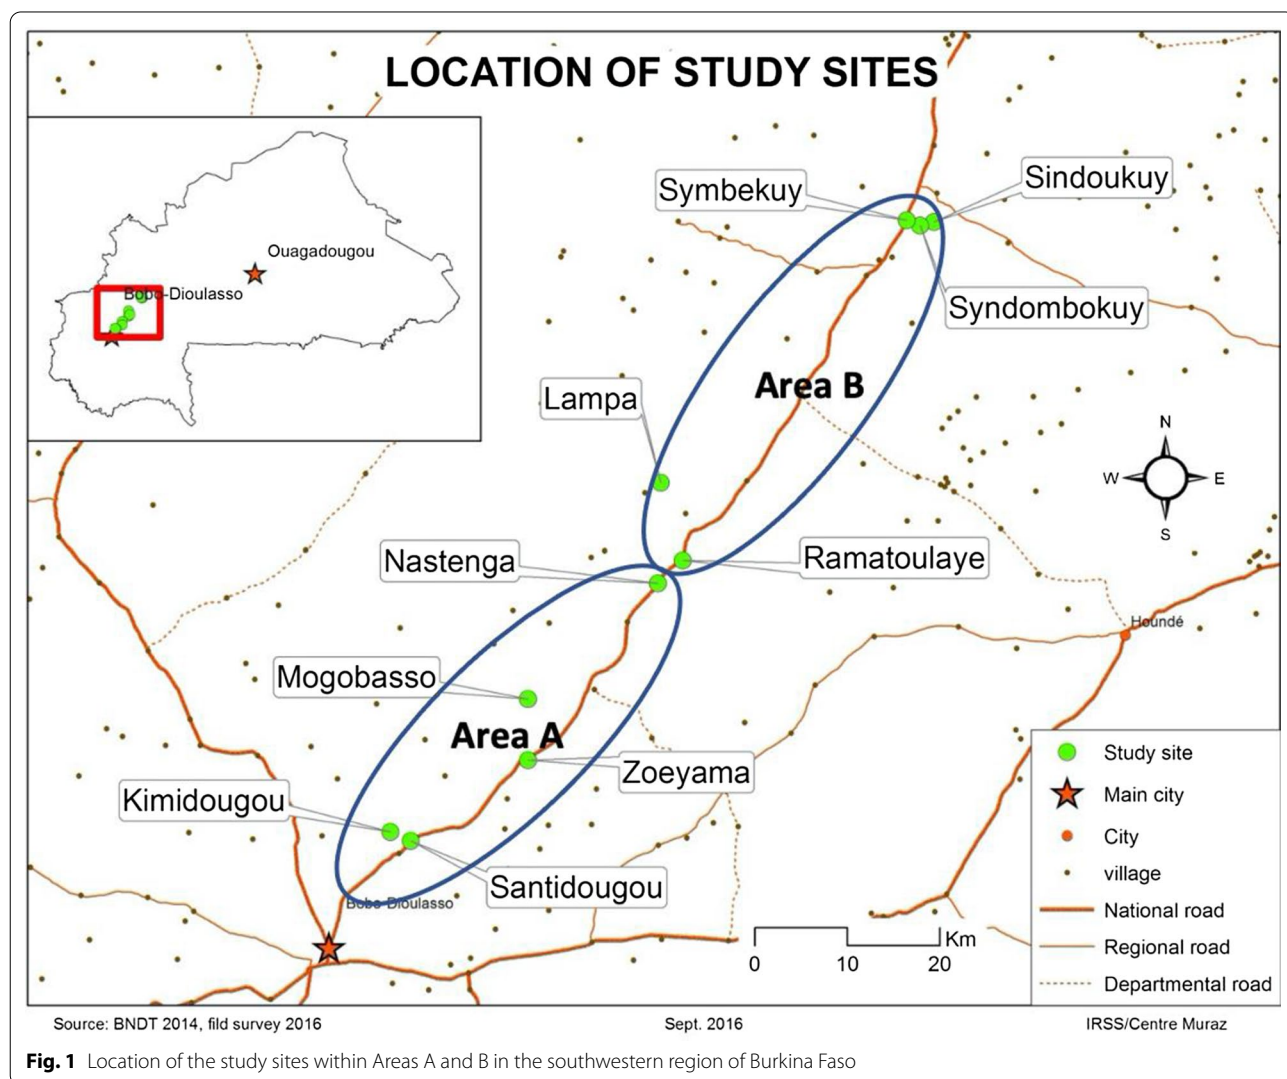 LOCATION OF STUDY SITES
Ouagadougou
Bobo-Dioulasso
Symbekuy
Sindoukuy
Syndombokuy
Area B
Lampa
N
W E
S
Nastenga
Ramatoulaye
Houndé
Mogobasso
Area A
Zoeyama
Kimidougou
Santidougou
Bobo-Dioulasso
Study site
Main city
City
village
National road
Regional road
Departmental road
Km
0 10 20
Source: BNDT 2014, fild survey 2016 Sept. 2016 IRSS/Centre Muraz
Fig. 1 Location of the study sites within Areas A and B in the southwestern region of Burkina Faso